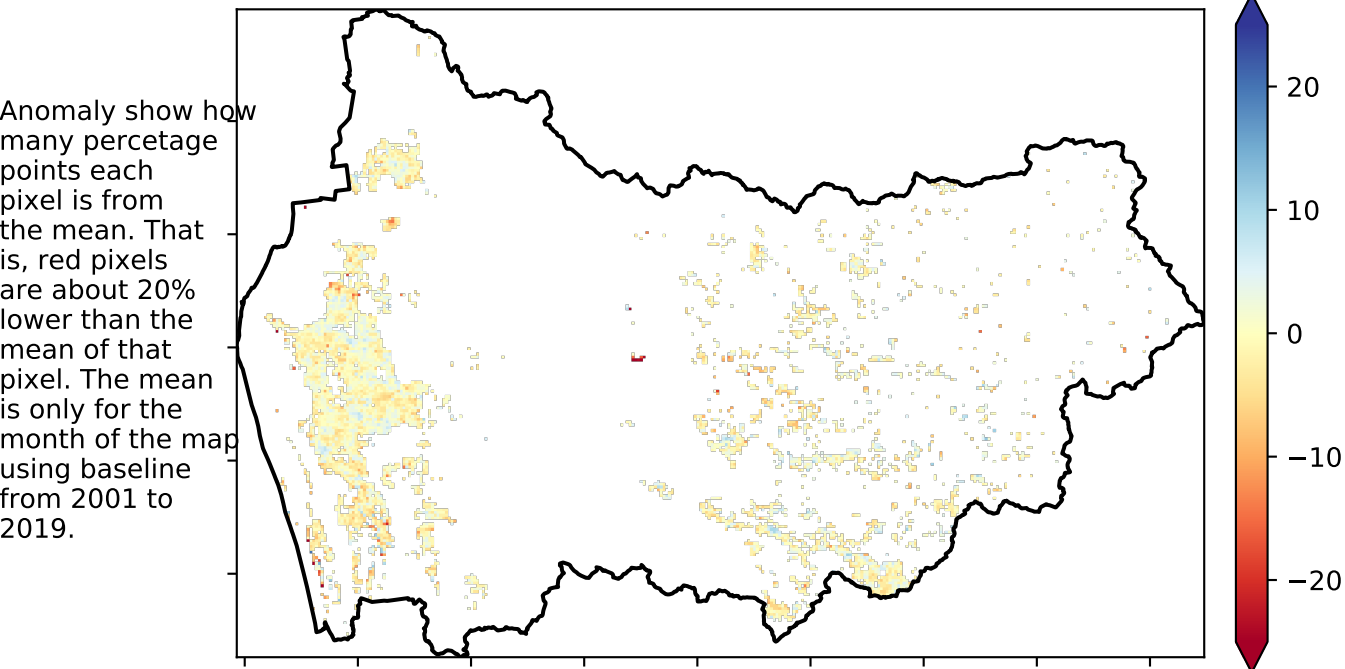 Anomaly show how
many percetage
points each
pixel is from
the mean. That
is, red pixels
are about 20%
lower than the
mean of that
pixel. The mean
is only for the
month of the map
using baseline
from 2001 to
2019.
20
10
0
−10
−20